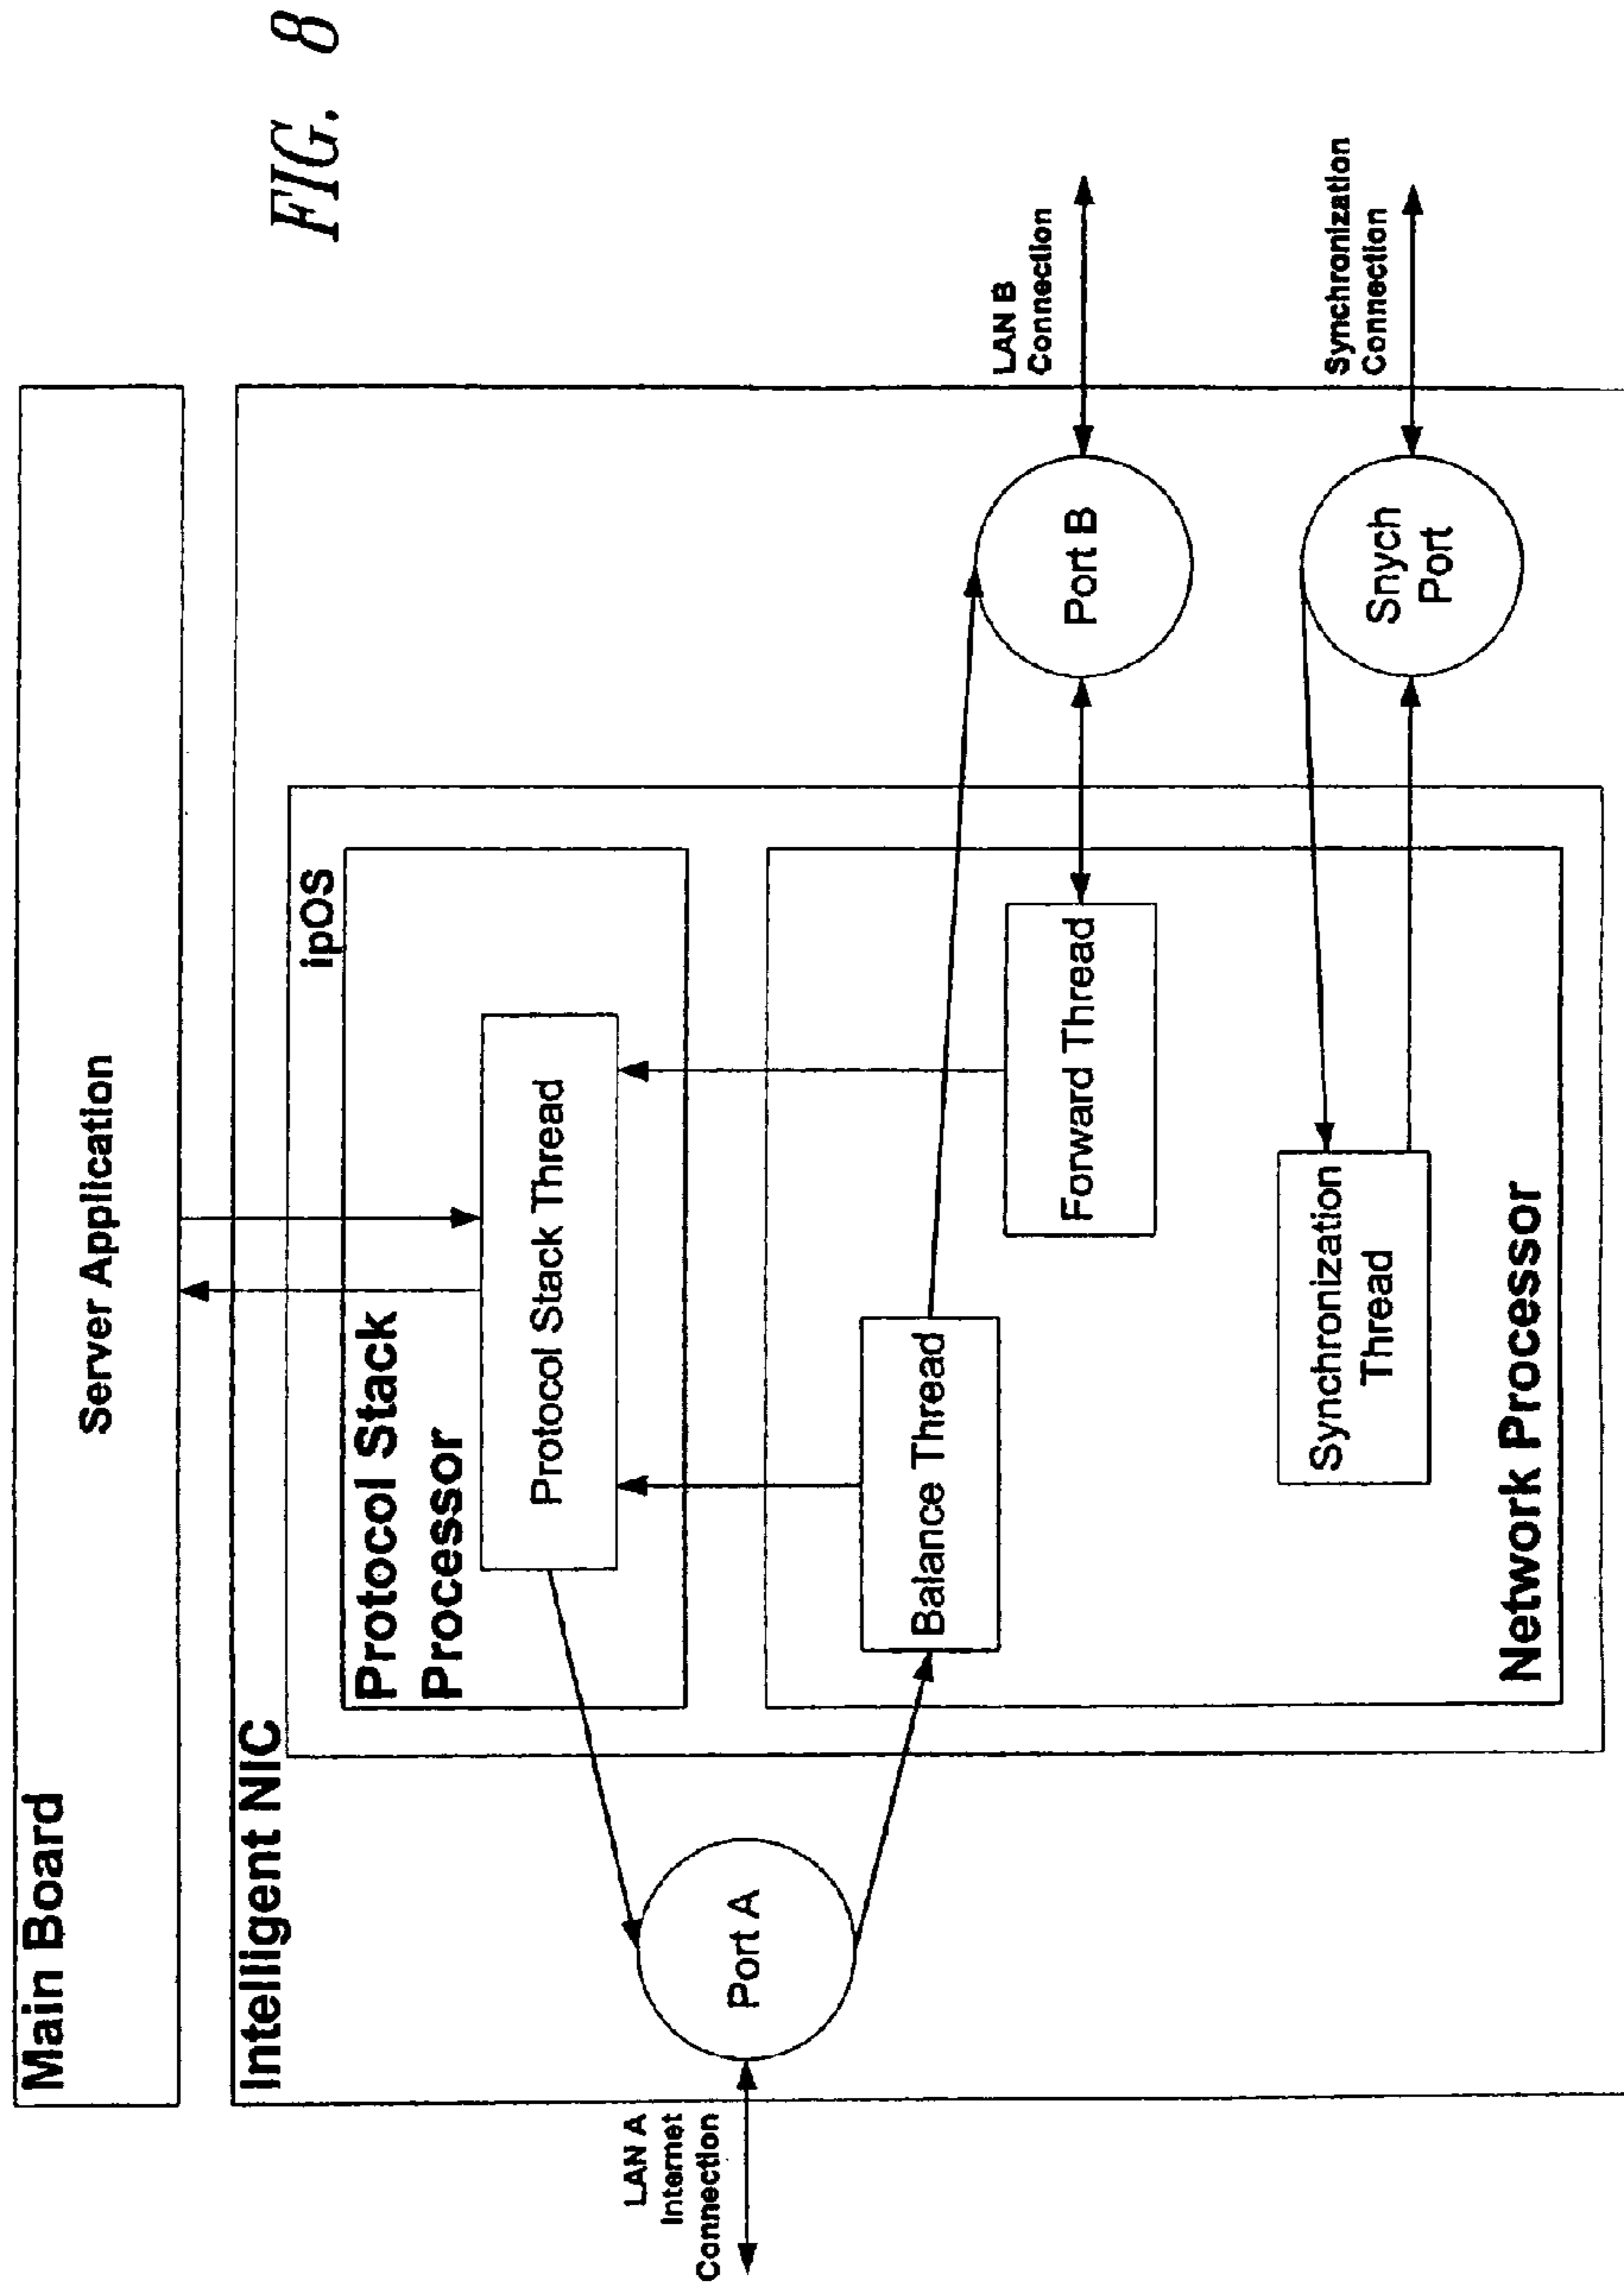 FIG. 8
Main Board
Server Application
Intelligent NIC
ipOS
Protocol Stack
Processor
Protocol Stack Thread
LAN A
Internet
Connection
Port A
Balance Thread
Forward Thread
Port B
LAN B
Connection
Synchronization
Thread
Snych
Port
Synchronization
Connection
Network Processor